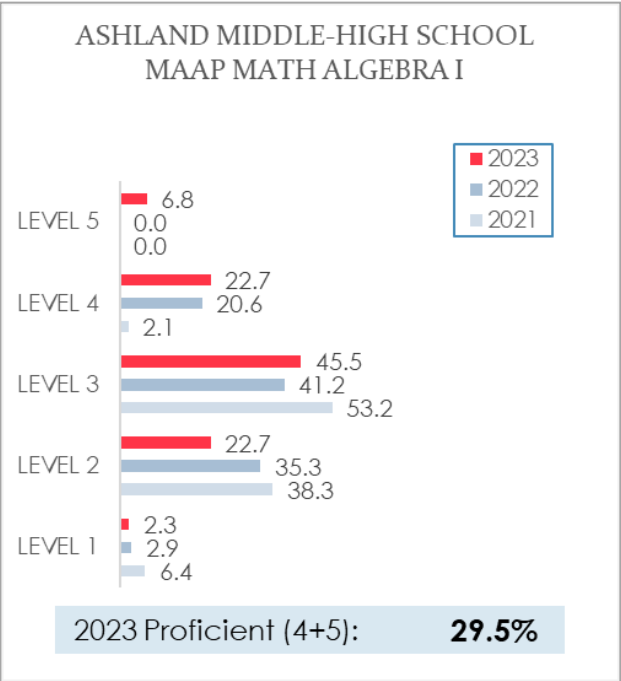 ASHLAND MIDDLE-HIGH SCHOOL
MAAP MATH ALGEBRA I
2023
2022
2021
LEVEL 5
6.8
0.0
0.0
LEVEL 4
22.7
20.6
2.1
LEVEL 3
45.5
41.2
53.2
LEVEL 2
22.7
35.3
38.3
LEVEL 1
2.3
2.9
6.4
2023 Proficient (4+5): 29.5%